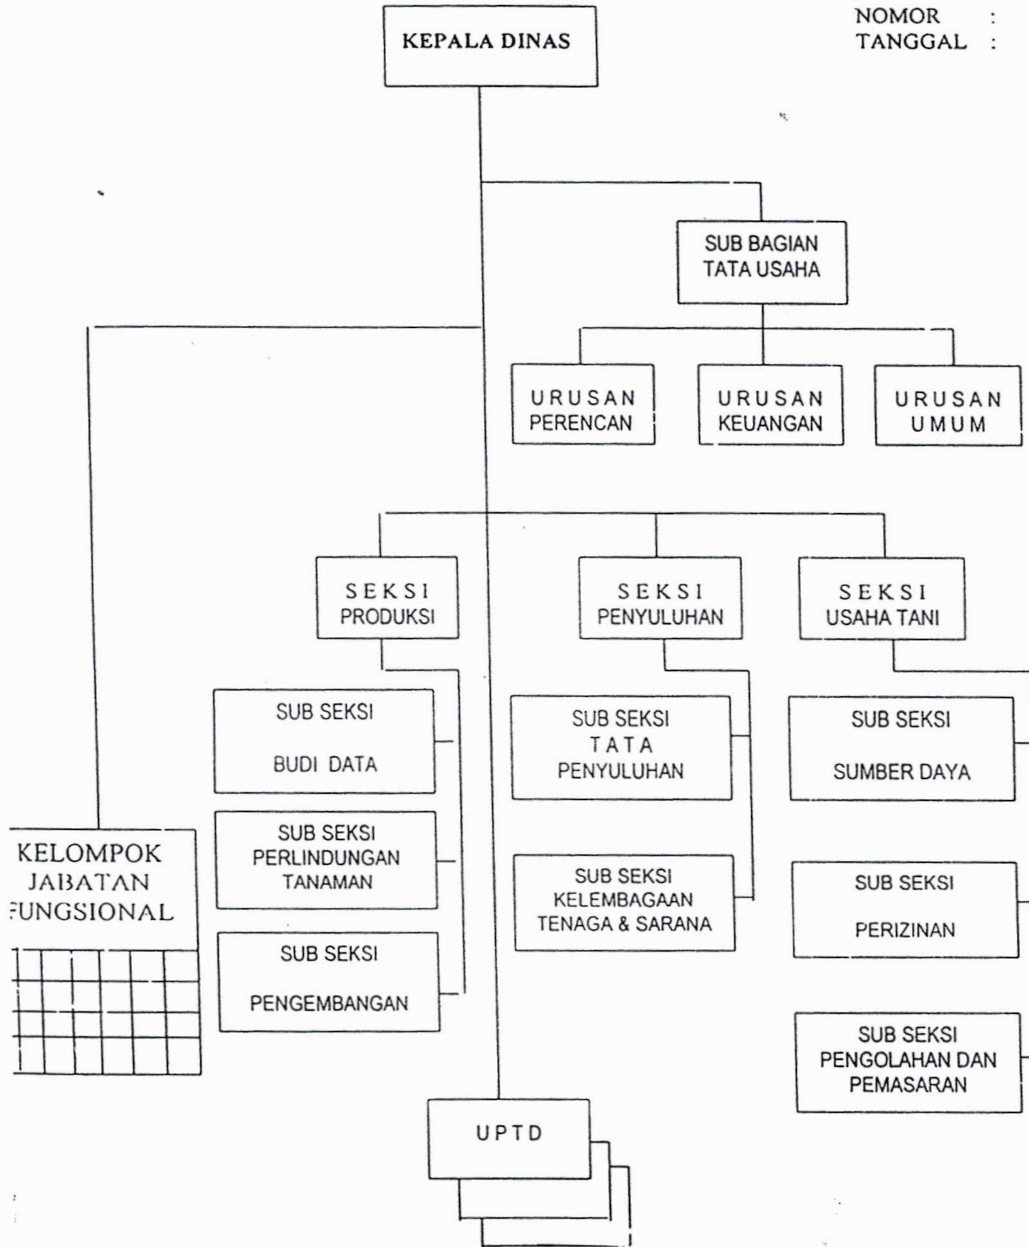 NOMOR :
TANGGAL :
KEPALA DINAS
SUB BAGIAN
TATA USAHA
URUSAN
PERENCAN
URUSAN
KEUANGAN
URUSAN
UMUM
SEKSI
PRODUKSI
SEKSI
PENYULUHAN
SEKSI
USAHA TANI
SUB SEKSI
BUDI DATA
SUB SEKSI
PERLINDUNGAN
TANAMAN
SUB SEKSI
PENGEMBANGAN
SUB SEKSI
TATA
PENYULUHAN
SUB SEKSI
KELEMBAGAAN
TENAGA & SARANA
SUB SEKSI
SUMBER DAYA
SUB SEKSI
PERIZINAN
SUB SEKSI
PENGOLAHAN DAN
PEMASARAN
KELOMPOK
JABATAN
FUNGSIONAL
UPTD